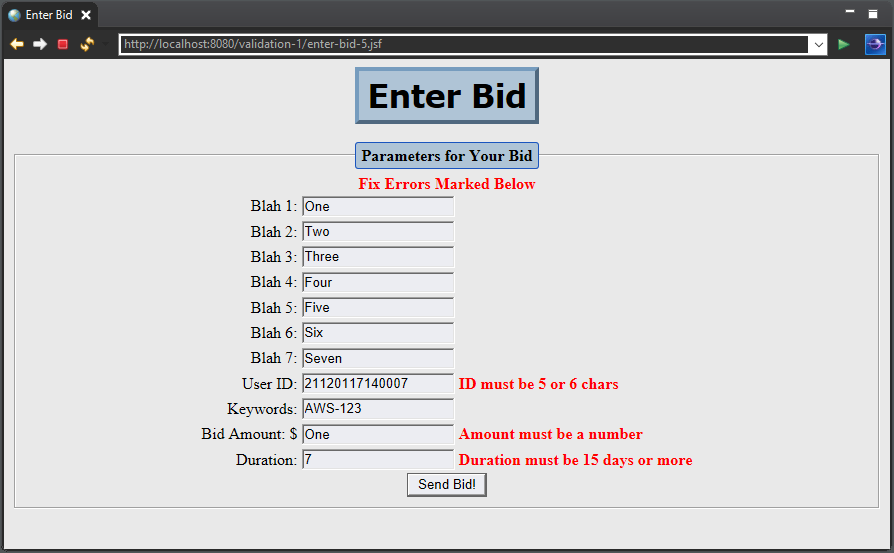 Enter Bid
http://localhost:8080/validation-1/enter-bid-5.jsf
Enter Bid
Parameters for Your Bid
Fix Errors Marked Below
Blah 1: One
Blah 2: Two
Blah 3: Three
Blah 4: Four
Blah 5: Five
Blah 6: Six
Blah 7: Seven
User ID: 21120117140007 ID must be 5 or 6 chars
Keywords: AWS-123
Bid Amount: $ One Amount must be a number
Duration: 7 Duration must be 15 days or more
Send Bid!